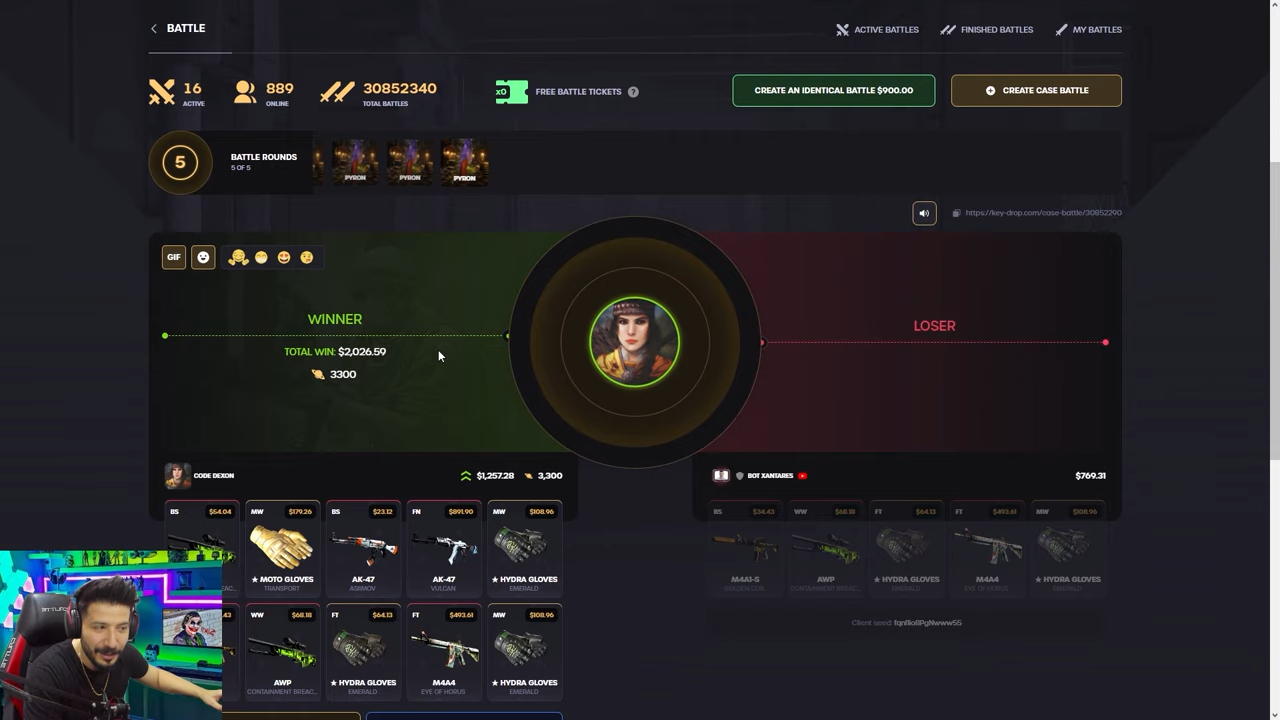 BATTLE
ACTIVE BATTLES
FINISHED BATTLES
MY BATTLES
16
ACTIVE
889
ONLINE
30852340
TOTAL BATTLES
x0
FREE BATTLE TICKETS
?
CREATE AN IDENTICAL BATTLE $900.00
CREATE CASE BATTLE
5
BATTLE ROUNDS
5 OF 5
PYRON
PYRON
PYRON
https://key-drop.com/case-battle/30852290
GIF
WINNER
TOTAL WIN: $2,026.59
3300
LOSER
CODE DEXON
$1,257.28
3,300
BOT XANTARES
$769.31
BS $54.04
MW $179.26
★ MOTO GLOVES
TRANSPORT
BS $23.12
AK-47
ASIIMOV
FN $891.90
AK-47
VULCAN
MW $108.96
★ HYDRA GLOVES
EMERALD
BS $34.43
M4A1-S
WW $68.18
AWP
CONTAINMENT BREAC...
FT $64.13
★ HYDRA GLOVES
EMERALD
FT $493.61
M4A4
EYE OF HORUS
MW $108.96
★ HYDRA GLOVES
EMERALD
WW $68.18
AWP
CONTAINMENT BREAC...
FT $64.13
★ HYDRA GLOVES
EMERALD
FT $493.61
M4A4
EYE OF HORUS
MW $108.96
★ HYDRA GLOVES
EMERALD